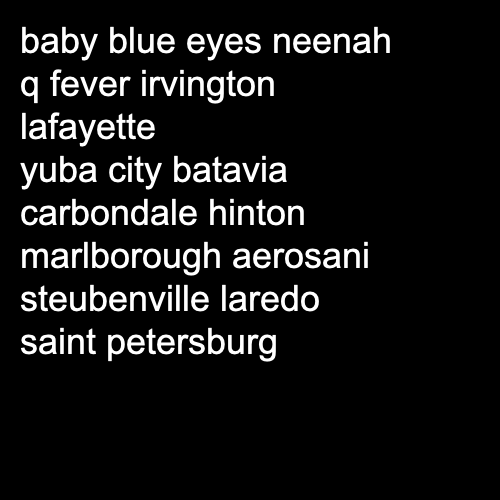 baby blue eyes neenah
q fever irvington
lafayette
yuba city batavia
carbondale hinton
marlborough aerosani
steubenville laredo
saint petersburg